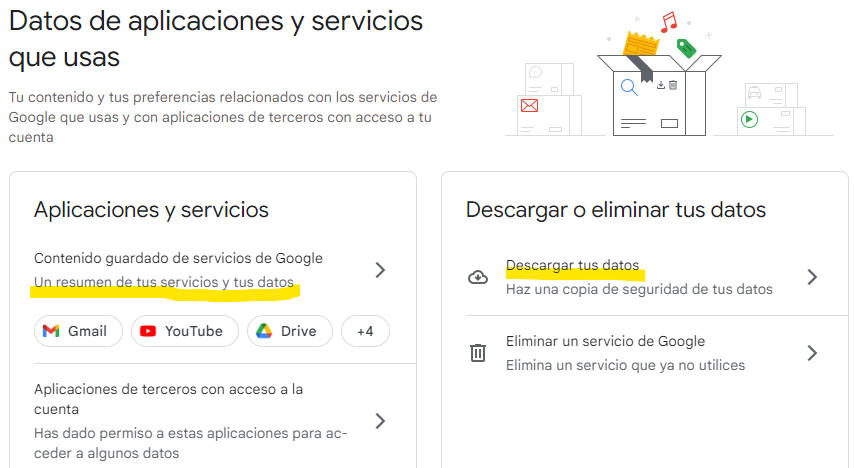 Datos de aplicaciones y servicios
que usas
Tu contenido y tus preferencias relacionados con los servicios de
Google que usas y con aplicaciones de terceros con acceso a tu
cuenta
Aplicaciones y servicios
Contenido guardado de servicios de Google
Un resumen de tus servicios y tus datos
Gmail YouTube Drive +4
Aplicaciones de terceros con acceso a la
cuenta
Has dado permiso a estas aplicaciones para ac-
ceder a algunos datos
Descargar o eliminar tus datos
Descargar tus datos
Haz una copia de seguridad de tus datos
Eliminar un servicio de Google
Elimina un servicio que ya no utilices